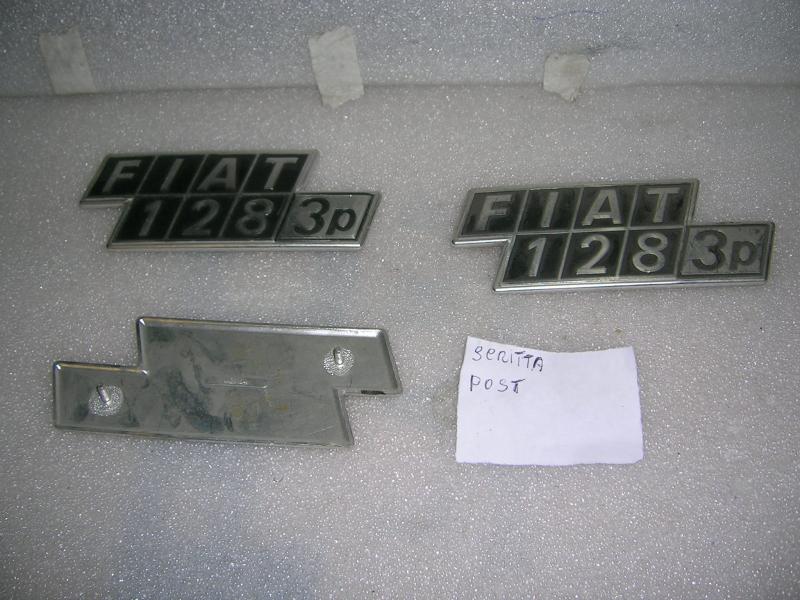 FIAT
128 3p
FIAT
128 3p
SCRITTA
POST